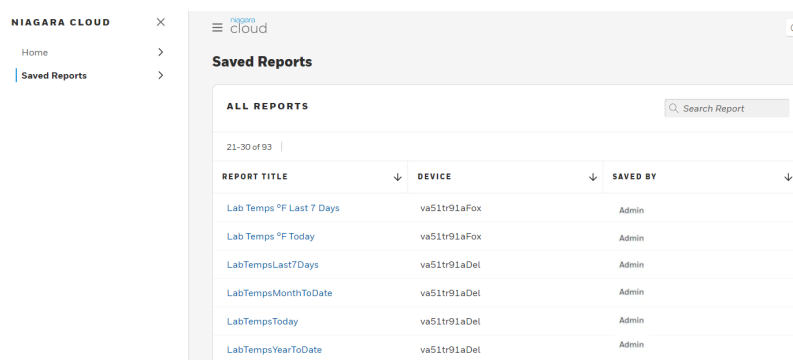 NIAGARA CLOUD
Home
Saved Reports
niagara
cloud
Saved Reports
ALL REPORTS
Search Report
21-30 of 93
REPORT TITLE DEVICE SAVED BY
Lab Temps °F Last 7 Days va51tr91aFox Admin
Lab Temps °F Today va51tr91aFox Admin
LabTempsLast7Days va51tr91aDel Admin
LabTempsMonthToDate va51tr91aDel Admin
LabTempsToday va51tr91aDel Admin
LabTempsYearToDate va51tr91aDel Admin